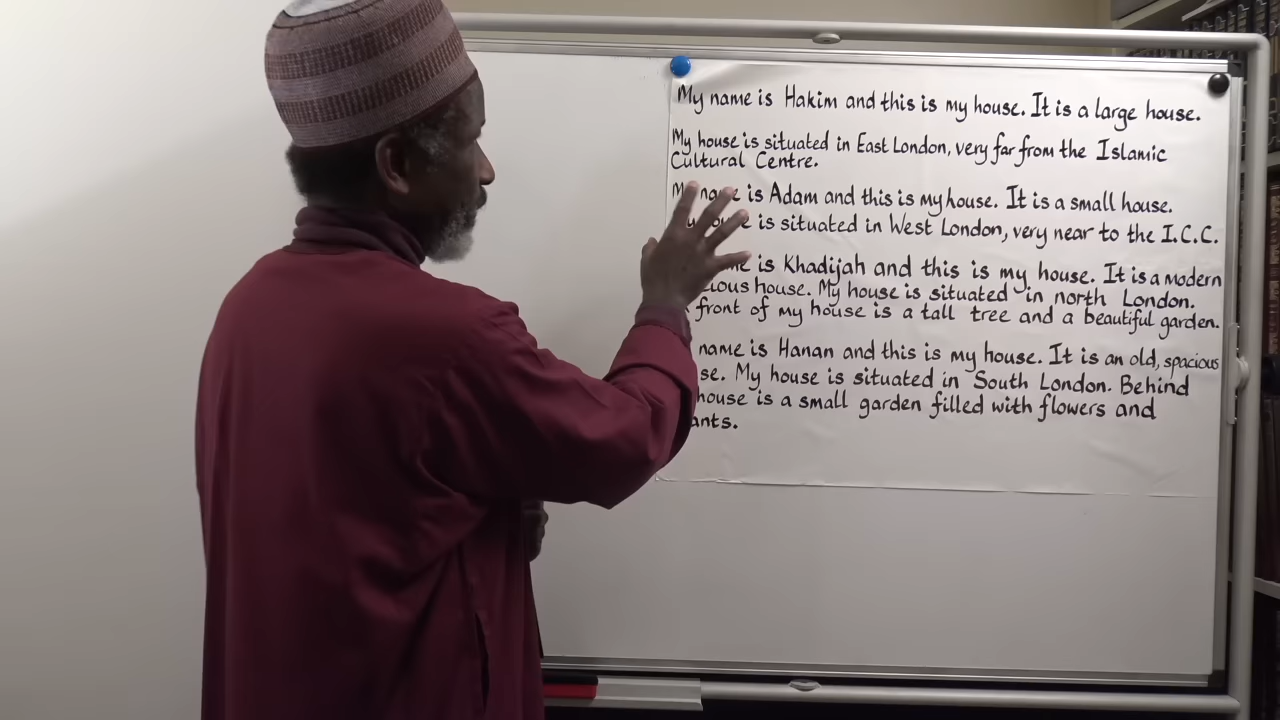 My name is Hakim and this is my house. It is a large house.
My house is situated in East London, very far from the Islamic
Cultural Centre.
My name is Adam and this is my house. It is a small house.
house is situated in West London, very near to the I.C.C.
is Khadijah and this is my house. It is a modern
house. My house is situated in north London.
front of my house is a tall tree and a beautiful garden.
name is Hanan and this is my house. It is an old, spacious
My house is situated in South London. Behind
house is a small garden filled with flowers and